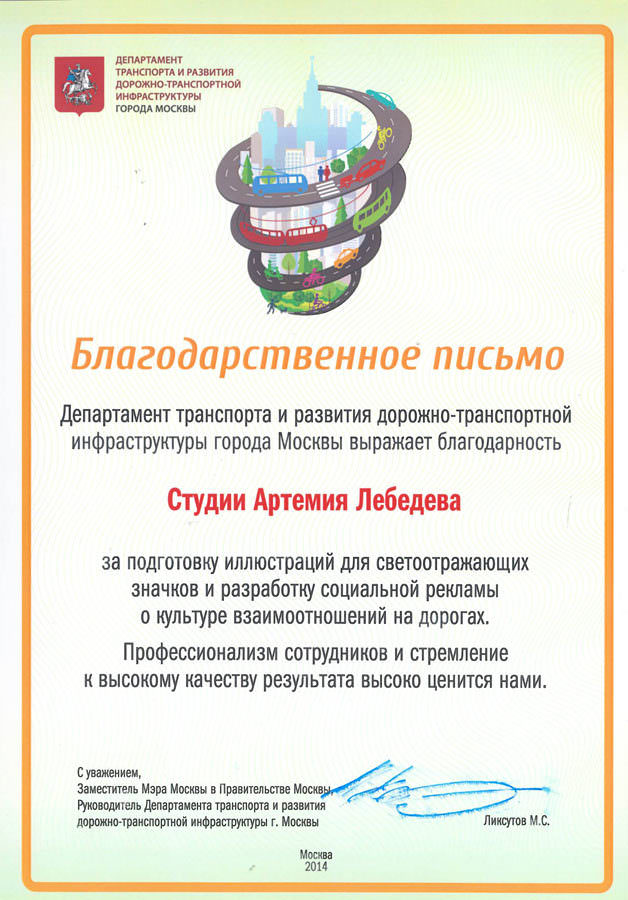 ДЕПАРТАМЕНТ
ТРАНСПОРТА И РАЗВИТИЯ
ДОРОЖНО-ТРАНСПОРТНОЙ
ИНФРАСТРУКТУРЫ
ГОРОДА МОСКВЫ
Благодарственное письмо
Департамент транспорта и развития дорожно-транспортной
инфраструктуры города Москвы выражает благодарность
Студии Артемия Лебедева
за подготовку иллюстраций для светоотражающих
значков и разработку социальной рекламы
о культуре взаимоотношений на дорогах.
Профессионализм сотрудников и стремление
к высокому качеству результата высоко ценится нами.
С уважением,
Заместитель Мэра Москвы в Правительстве Москвы,
Руководитель Департамента транспорта и развития
дорожно-транспортной инфраструктуры г. Москвы
Ликсутов М.С.
Москва
2014